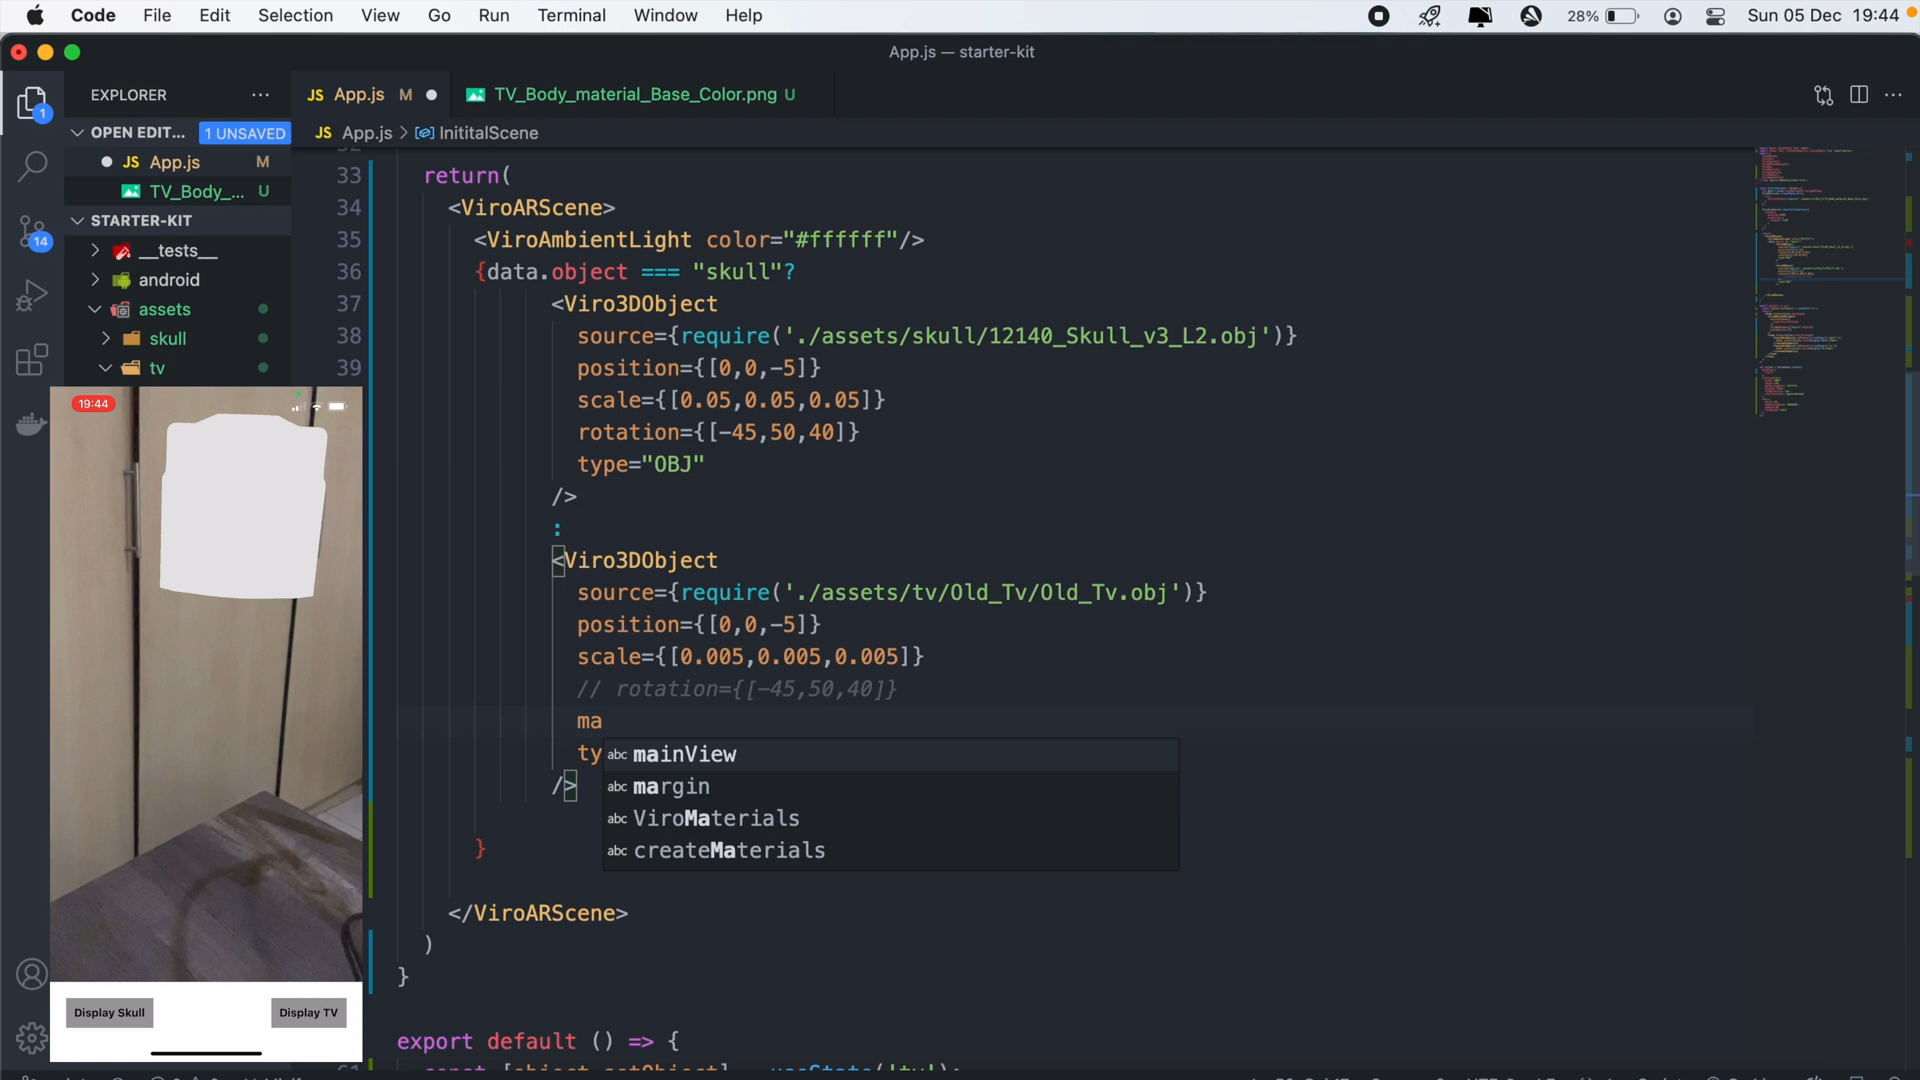 Code File Edit Selection View Go Run Terminal Window Help 28% Sun 05 Dec 19:44
App.js — starter-kit
EXPLORER
JS App.js M
TV_Body_material_Base_Color.png U
OPEN EDIT... 1 UNSAVED
JS App.js > InititalScene
JS App.js M
TV_Body_... U
STARTER-KIT
__tests__
android
assets
skull
tv
1
14
33 return(
34 <ViroARScene>
35 <ViroAmbientLight color="#ffffff"/>
36 {data.object === "skull"?
37 <Viro3DObject
38 source={require('./assets/skull/12140_Skull_v3_L2.obj')}
39 position={[0,0,-5]}
scale={[0.05,0.05,0.05]}
rotation={[-45,50,40]}
type="OBJ"
/>
:
<Viro3DObject
source={require('./assets/tv/Old_Tv/Old_Tv.obj')}
position={[0,0,-5]}
scale={[0.005,0.005,0.005]}
// rotation={[-45,50,40]}
ma
ty
/>
abc mainView
abc margin
abc ViroMaterials
abc createMaterials
}
</ViroARScene>
)
}
export default () => {
19:44
Display Skull
Display TV